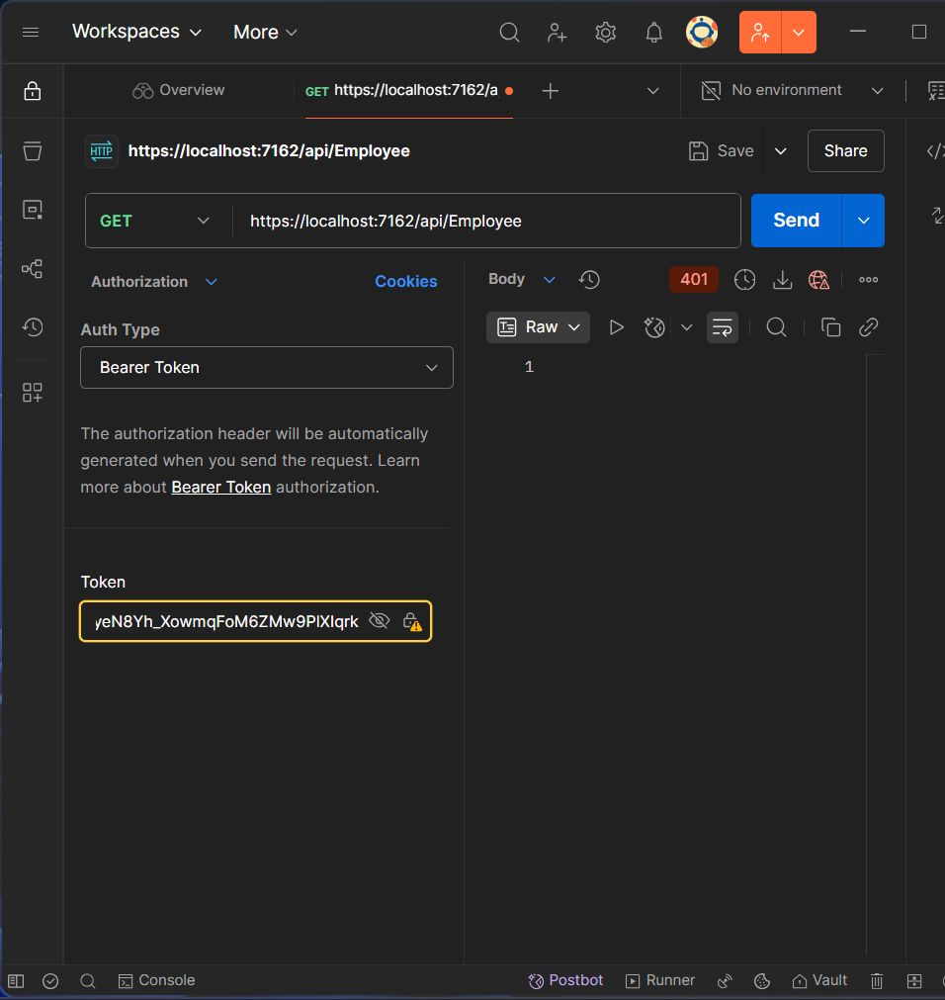 Workspaces
More
Overview
GET https://localhost:7162/a
No environment
HTTP
https://localhost:7162/api/Employee
Save
Share
GET
https://localhost:7162/api/Employee
Send
Authorization
Cookies
Auth Type
Bearer Token
The authorization header will be automatically
generated when you send the request. Learn
more about Bearer Token authorization.
Token
yeN8Yh_XowmqFoM6ZMw9PlXIqrk
Body
401
Raw
1
Console
Postbot
Runner
Vault